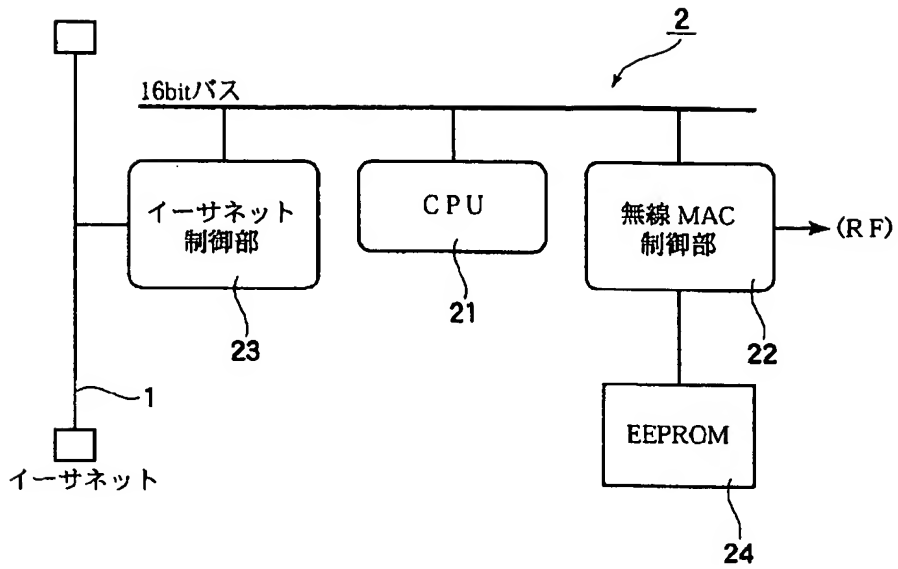 2
16bitバス
イーサネット
制御部
CPU
無線 MAC
制御部
(RF)
23
21
22
1
EEPROM
イーサネット
24